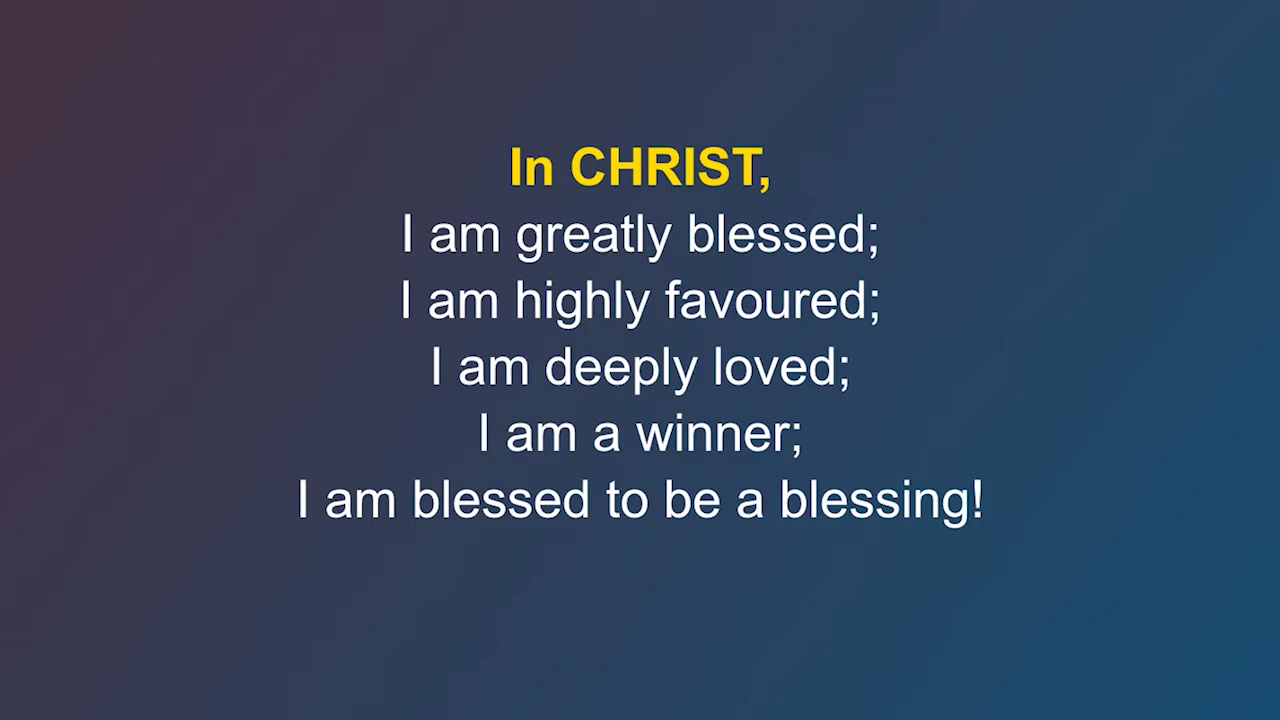 In CHRIST,
I am greatly blessed;
I am highly favoured;
I am deeply loved;
I am a winner;
I am blessed to be a blessing!